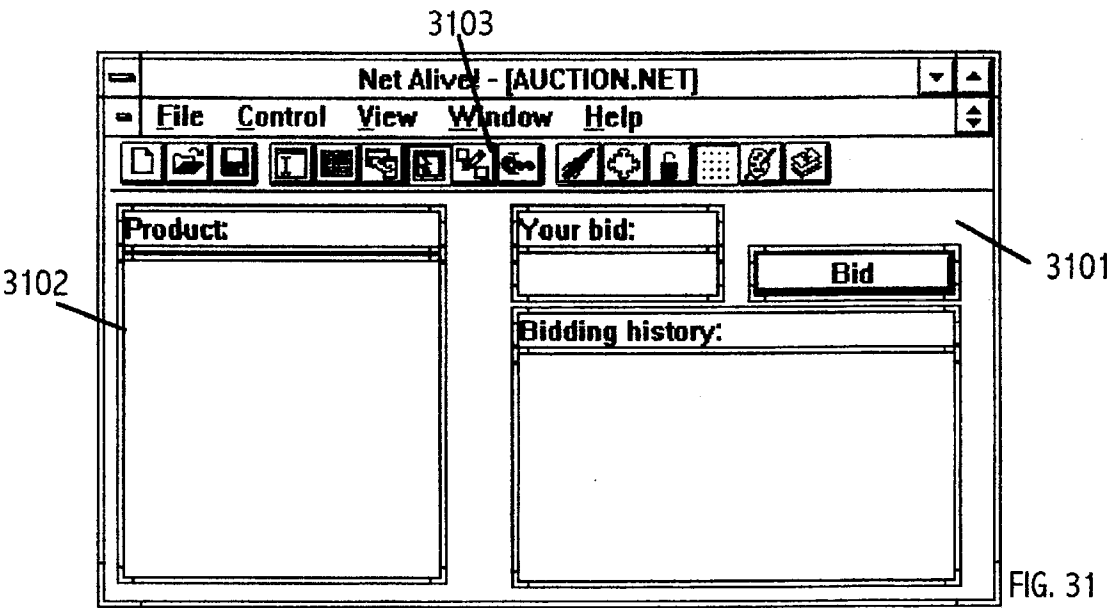 3103
Net Alive! - [AUCTION.NET]
File Control View Window Help
Product:
Your bid:
Bid
3101
3102
Bidding history:
FIG. 31